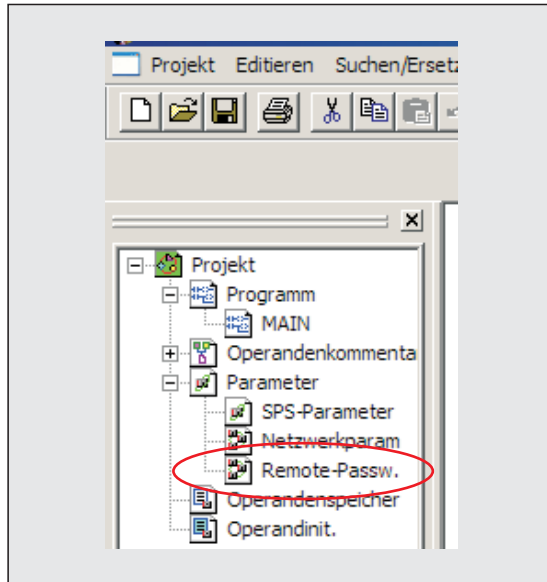 Projekt Editieren Suchen/Ersetz
Projekt
Programm
MAIN
Operandenkommenta
Parameter
SPS-Parameter
Netzwerkparam
Remote-Passw.
Operandenspeicher
Operandinit.